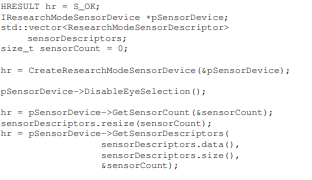 HRESULT hr = S_OK;
IResearchModeSensorDevice *pSensorDevice;
std::vector<ResearchModeSensorDescriptor>
sensorDescriptors;
size_t sensorCount = 0;
hr = CreateResearchModeSensorDevice(&pSensorDevice);
pSensorDevice->DisableEyeSelection();
hr = pSensorDevice->GetSensorCount(&sensorCount);
sensorDescriptors.resize(sensorCount);
hr = pSensorDevice->GetSensorDescriptors(
sensorDescriptors.data(),
sensorDescriptors.size(),
&sensorCount);